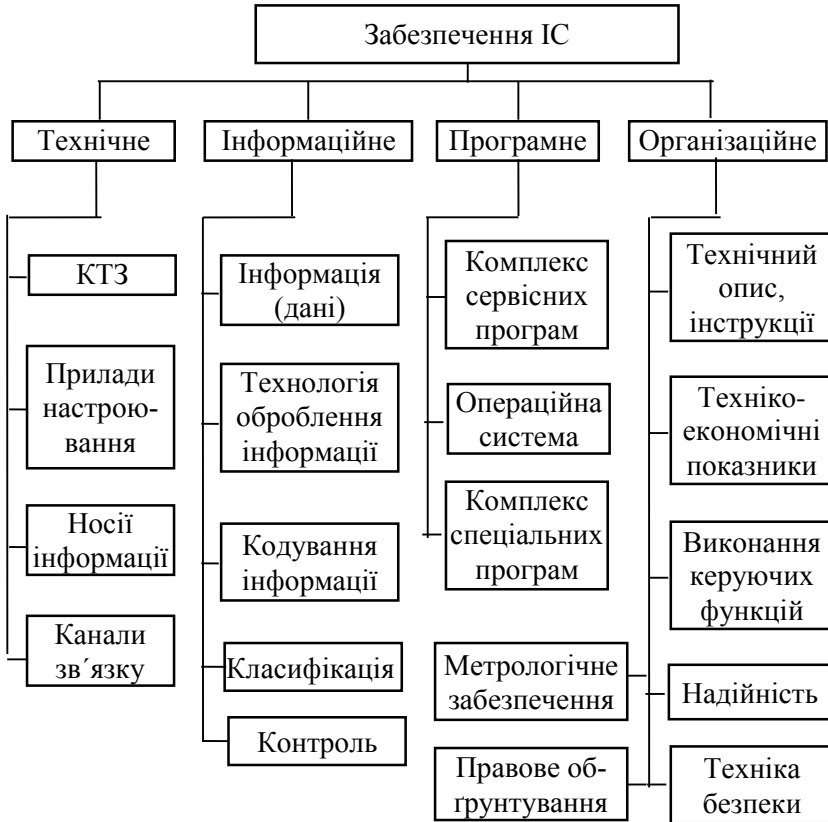 Забезпечення ІС
Технічне
Інформаційне
Програмне
Організаційне
КТЗ
Прилади
настрою-
вання
Носії
інформації
Канали
зв´язку
Інформація
(дані)
Технологія
оброблення
інформації
Кодування
інформації
Класифікація
Контроль
Комплекс
сервісних
програм
Операційна
система
Комплекс
спеціальних
програм
Метрологічне
забезпечення
Правове об-
ґрунтування
Технічний
опис,
інструкції
Техніко-
економічні
показники
Виконання
керуючих
функцій
Надійність
Техніка
безпеки